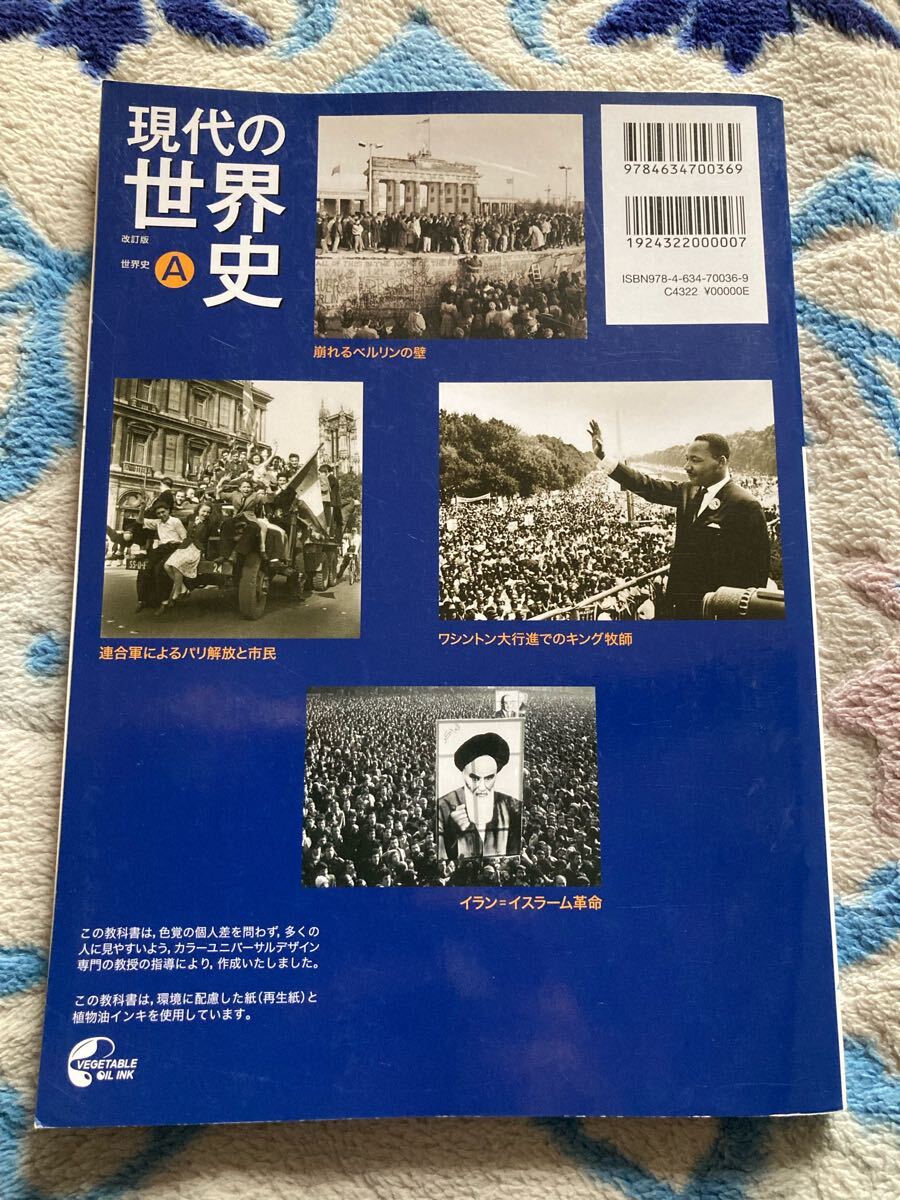 現代の
世界史
改訂版
世界史 A
9784634700369
1924322000007
ISBN978-4-634-70036-9
C4322 ¥00000E
崩れるベルリンの壁
連合軍によるパリ解放と市民
ワシントン大行進でのキング牧師
イラン=イスラーム革命
この教科書は,色覚の個人差を問わず,多くの
人に見やすいよう,カラーユニバーサルデザイン
専門の教授の指導により,作成いたしました。
この教科書は,環境に配慮した紙(再生紙)と
植物油インキを使用しています。
VEGETABLE
OIL INK